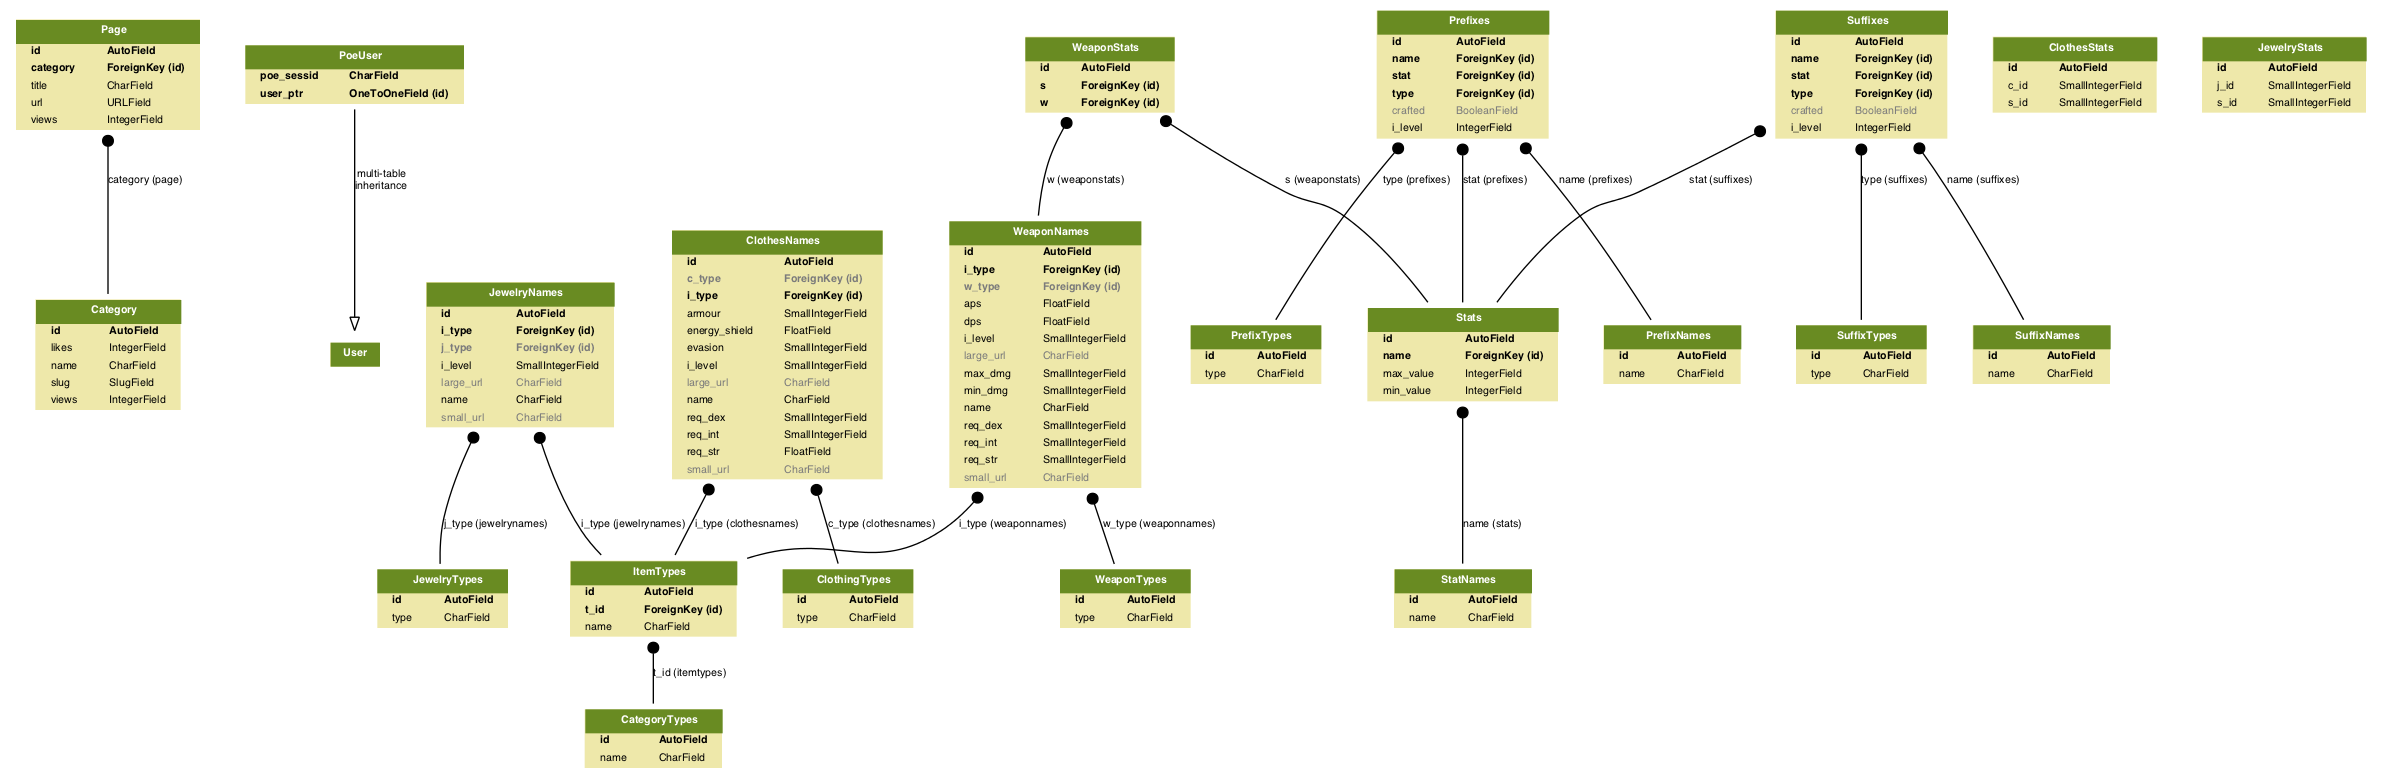 Page
id AutoField
category ForeignKey (id)
title CharField
url URLField
views IntegerField
PoeUser
poe_sessid CharField
user_ptr OneToOneField (id)
WeaponStats
id AutoField
s ForeignKey (id)
w ForeignKey (id)
Prefixes
id AutoField
name ForeignKey (id)
stat ForeignKey (id)
type ForeignKey (id)
crafted BooleanField
i_level IntegerField
Suffixes
id AutoField
name ForeignKey (id)
stat ForeignKey (id)
type ForeignKey (id)
crafted BooleanField
i_level IntegerField
ClothesStats
id AutoField
c_id SmallIntegerField
s_id SmallIntegerField
JewelryStats
id AutoField
j_id SmallIntegerField
s_id SmallIntegerField
category (page)
multi-table
inheritance
w (weaponstats)
s (weaponstats)
type (prefixes)
stat (prefixes)
name (prefixes)
stat (suffixes)
type (suffixes)
name (suffixes)
Category
id AutoField
likes IntegerField
name CharField
slug SlugField
views IntegerField
User
JewelryNames
id AutoField
i_type ForeignKey (id)
j_type ForeignKey (id)
i_level SmallIntegerField
large_url CharField
name CharField
small_url CharField
ClothesNames
id AutoField
c_type ForeignKey (id)
i_type ForeignKey (id)
armour SmallIntegerField
energy_shield FloatField
evasion SmallIntegerField
i_level SmallIntegerField
large_url CharField
name CharField
req_dex SmallIntegerField
req_int SmallIntegerField
req_str FloatField
small_url CharField
WeaponNames
id AutoField
i_type ForeignKey (id)
w_type ForeignKey (id)
aps FloatField
dps FloatField
i_level SmallIntegerField
large_url CharField
max_dmg SmallIntegerField
min_dmg SmallIntegerField
name CharField
req_dex SmallIntegerField
req_int SmallIntegerField
req_str SmallIntegerField
small_url CharField
PrefixTypes
id AutoField
type CharField
Stats
id AutoField
name ForeignKey (id)
max_value IntegerField
min_value IntegerField
PrefixNames
id AutoField
name CharField
SuffixTypes
id AutoField
type CharField
SuffixNames
id AutoField
name CharField
j_type (jewelrynames)
i_type (jewelrynames)
i_type (clothesnames)
c_type (clothesnames)
i_type (weaponnames)
w_type (weaponnames)
name (stats)
JewelryTypes
id AutoField
type CharField
ItemTypes
id AutoField
t_id ForeignKey (id)
name CharField
ClothingTypes
id AutoField
type CharField
WeaponTypes
id AutoField
type CharField
StatNames
id AutoField
name CharField
t_id (itemtypes)
CategoryTypes
id AutoField
name CharField